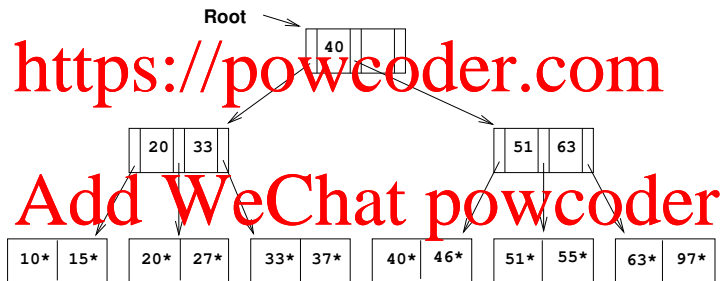 Root
40
https://powcoder.com
20 33 51 63
Add WeChat powcoder
10* 15* 20* 27* 33* 37* 40* 46* 51* 55* 63* 97*